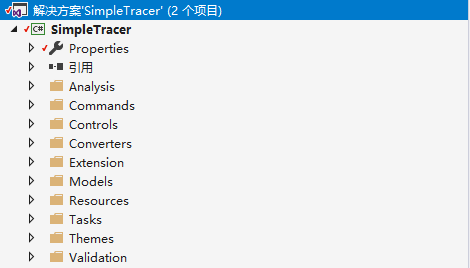 解决方案'SimpleTracer' (2 个项目)
C# SimpleTracer
Properties
引用
Analysis
Commands
Controls
Converters
Extension
Models
Resources
Tasks
Themes
Validation